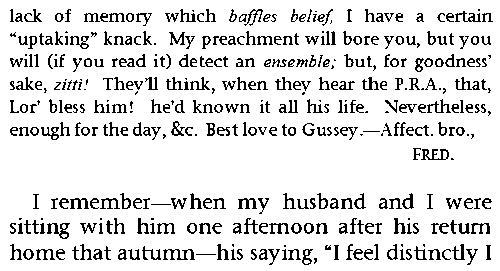 lack of memory which baffles belief, I have a certain
“uptaking” knack. My preachment will bore you, but you
will (if you read it) detect an ensemble; but, for goodness’
sake, zitti! They’ll think, when they hear the P.R.A., that,
Lor’ bless him! he’d known it all his life. Nevertheless,
enough for the day, &c. Best love to Gussey.—Affect. bro.,
FRED.
I remember—when my husband and I were
sitting with him one afternoon after his return
home that autumn—his saying, “I feel distinctly I